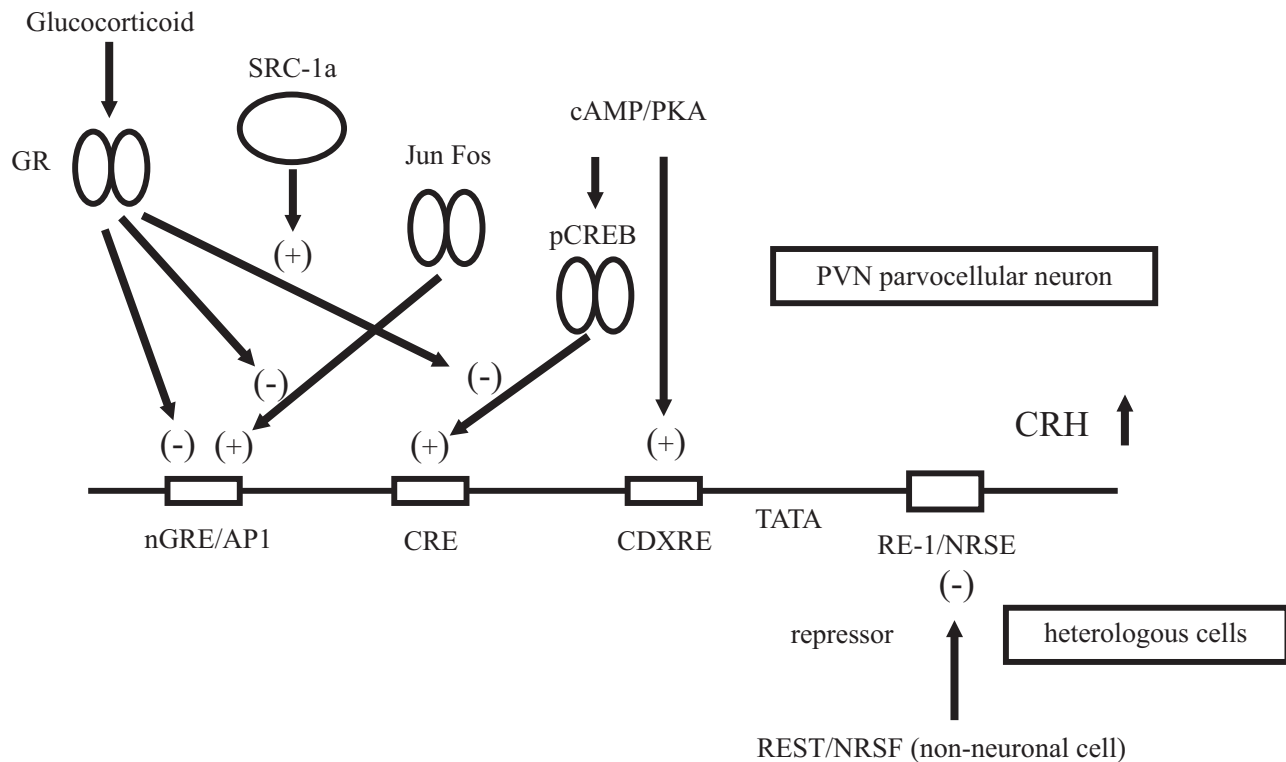 Glucocorticoid
SRC-1a
cAMP/PKA
GR
Jun Fos
pCREB
(+)
PVN parvocellular neuron
(-)
(-)
CRH
(-)
(+)
(+)
(+)
TATA
nGRE/AP1
CRE
CDXRE
RE-1/NRSE
(-)
repressor
heterologous cells
REST/NRSF (non-neuronal cell)